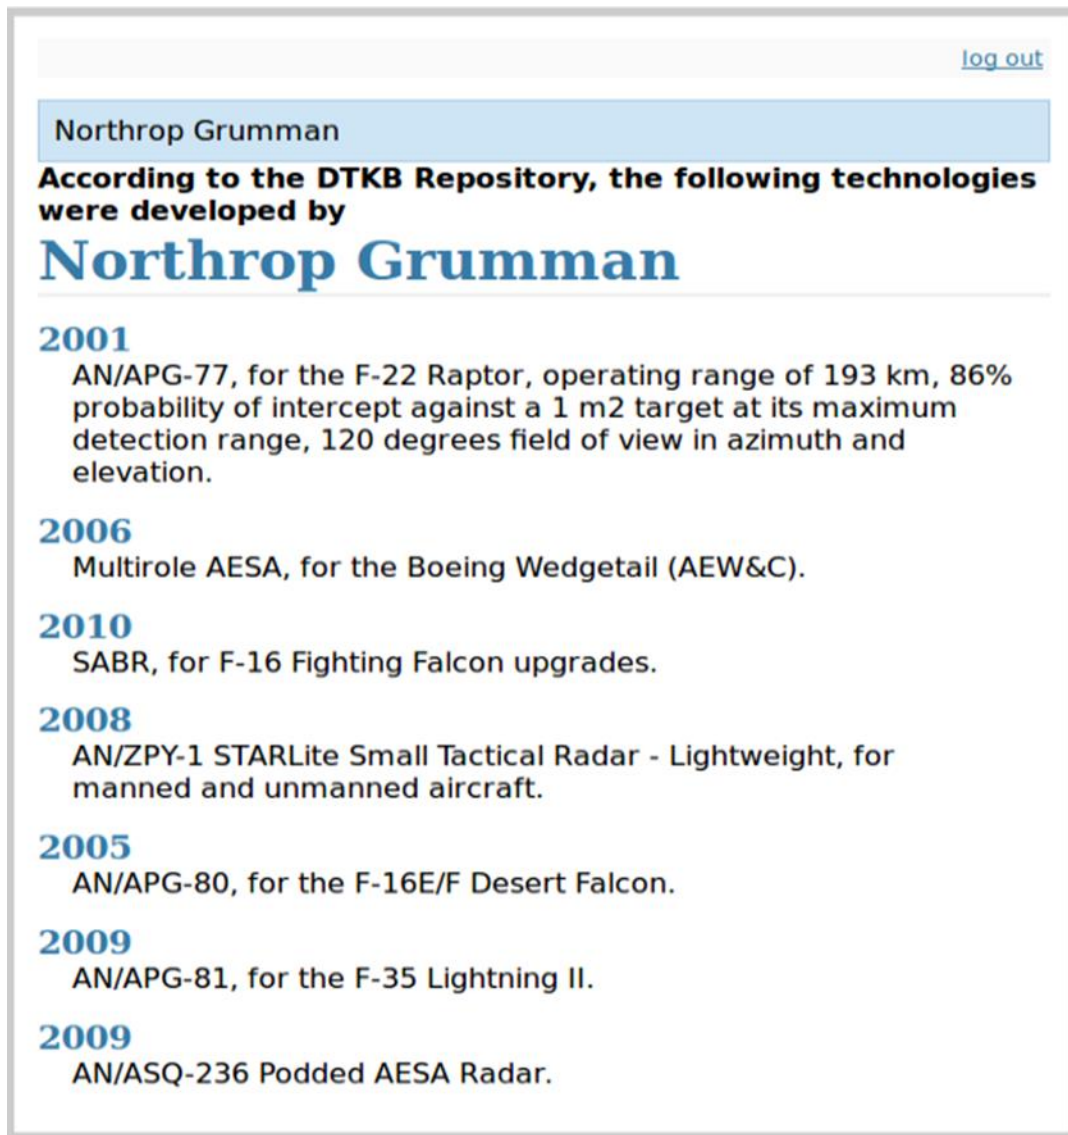 log out
Northrop Grumman
According to the DTKB Repository, the following technologies
were developed by
Northrop Grumman
2001
AN/APG-77, for the F-22 Raptor, operating range of 193 km, 86%
probability of intercept against a 1 m2 target at its maximum
detection range, 120 degrees field of view in azimuth and
elevation.
2006
Multirole AESA, for the Boeing Wedgetail (AEW&C).
2010
SABR, for F-16 Fighting Falcon upgrades.
2008
AN/ZPY-1 STARLite Small Tactical Radar - Lightweight, for
manned and unmanned aircraft.
2005
AN/APG-80, for the F-16E/F Desert Falcon.
2009
AN/APG-81, for the F-35 Lightning II.
2009
AN/ASQ-236 Podded AESA Radar.